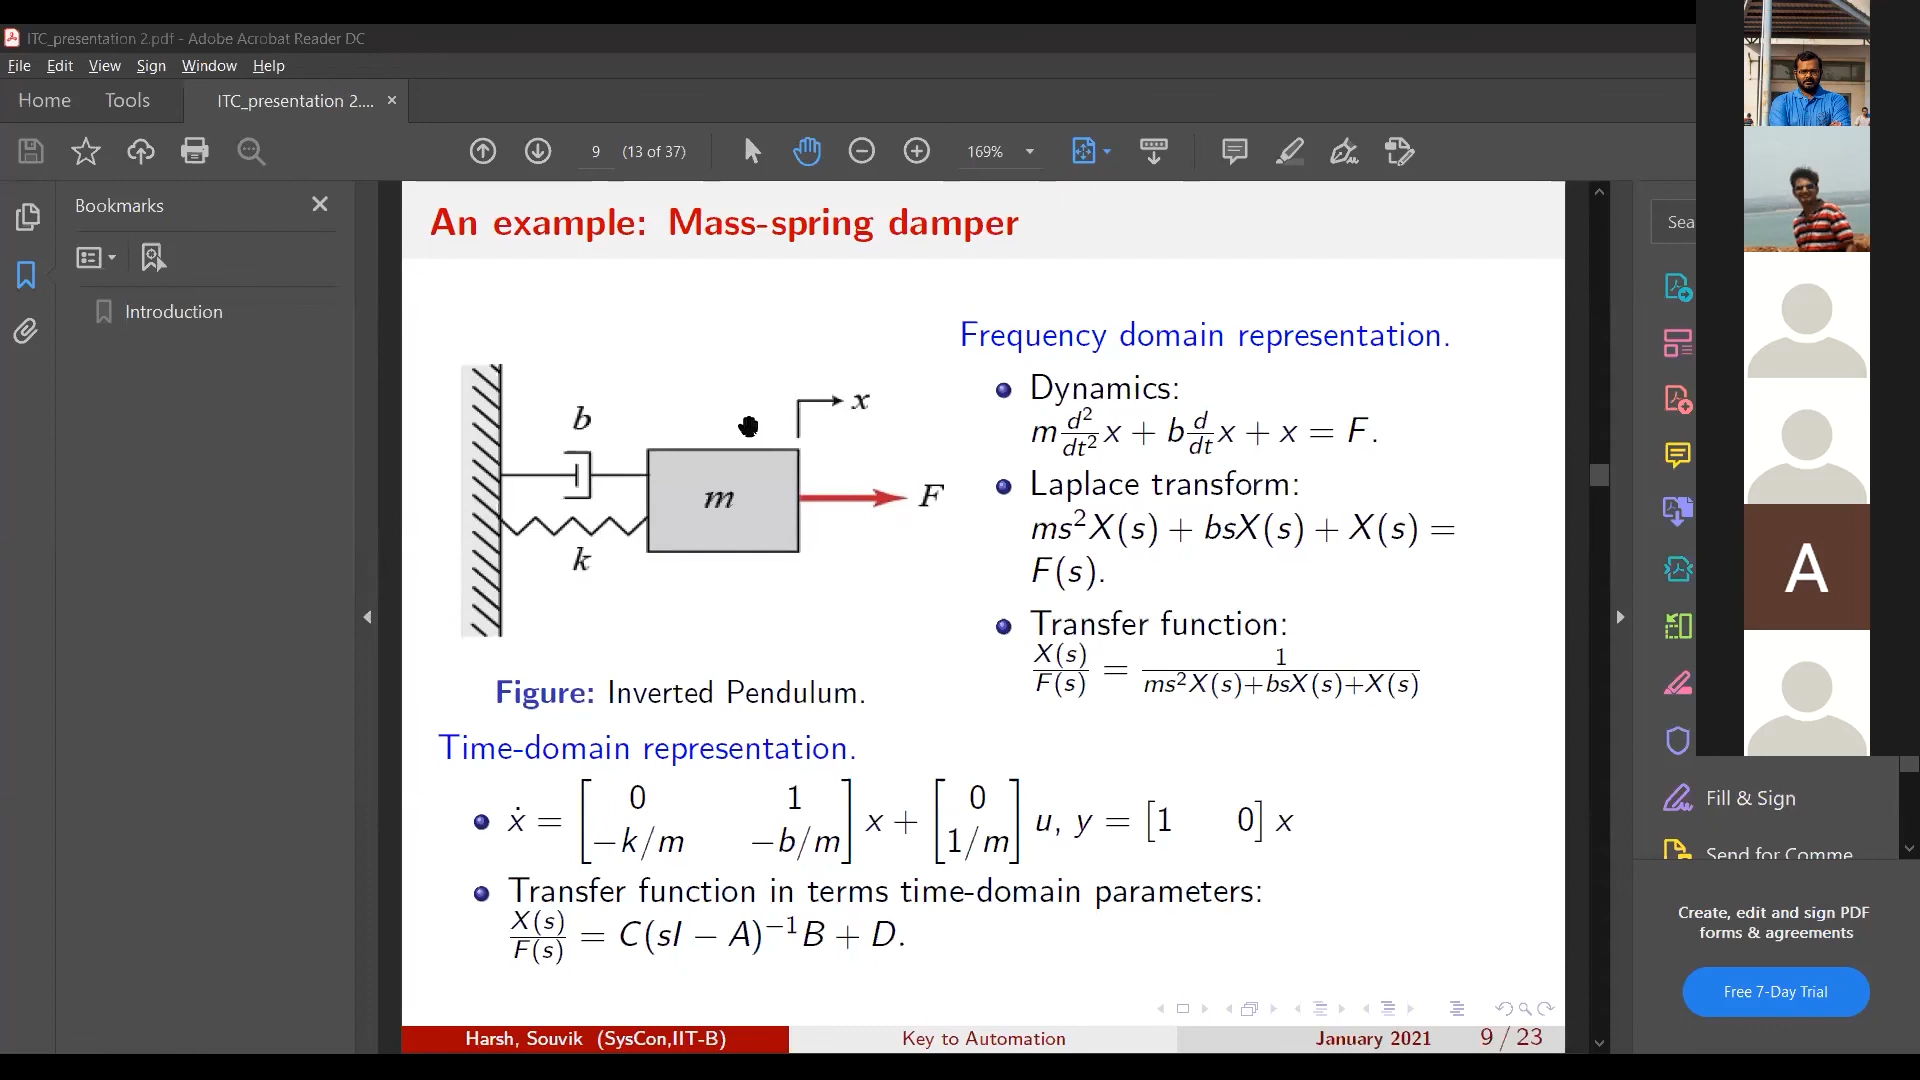 ITC_presentation 2.pdf - Adobe Acrobat Reader DC
File Edit View Sign Window Help
Home Tools ITC_presentation 2.... ×
9 (13 of 37) 169%
Bookmarks
Introduction
Sea
An example: Mass-spring damper
Frequency domain representation.
Dynamics:
m d²/dt² x + b d/dt x + x = F.
Laplace transform:
ms²X(s) + bsX(s) + X(s) =
F(s).
Transfer function:
X(s)/F(s) = 1/(ms²X(s)+bsX(s)+X(s))
b
x
m
F
k
Figure: Inverted Pendulum.
Time-domain representation.
ẋ = [0 1; −k/m −b/m] x + [0; 1/m] u, y = [1 0] x
Transfer function in terms time-domain parameters:
X(s)/F(s) = C(sI − A)⁻¹B + D.
Harsh, Souvik (SysCon,IIT-B) Key to Automation January 2021 9 / 23
A
Fill & Sign
Send for Comme
Create, edit and sign PDF
forms & agreements
Free 7-Day Trial